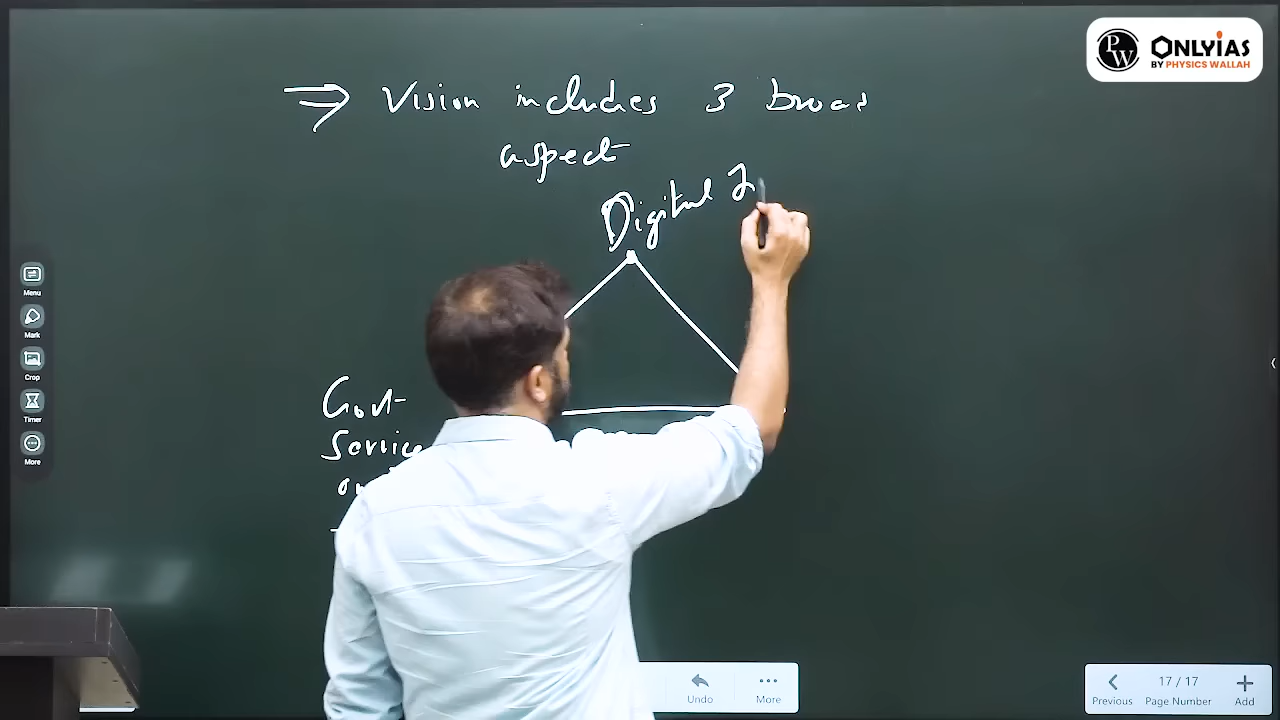 PW ONLYIAS
BY PHYSICS WALLAH
⇒ Vision includes 3 broad
aspect
Digital
Govt
Service
Menu
Mark
Crop
Timer
More
Undo
More
17 / 17
Previous
Page Number
Add